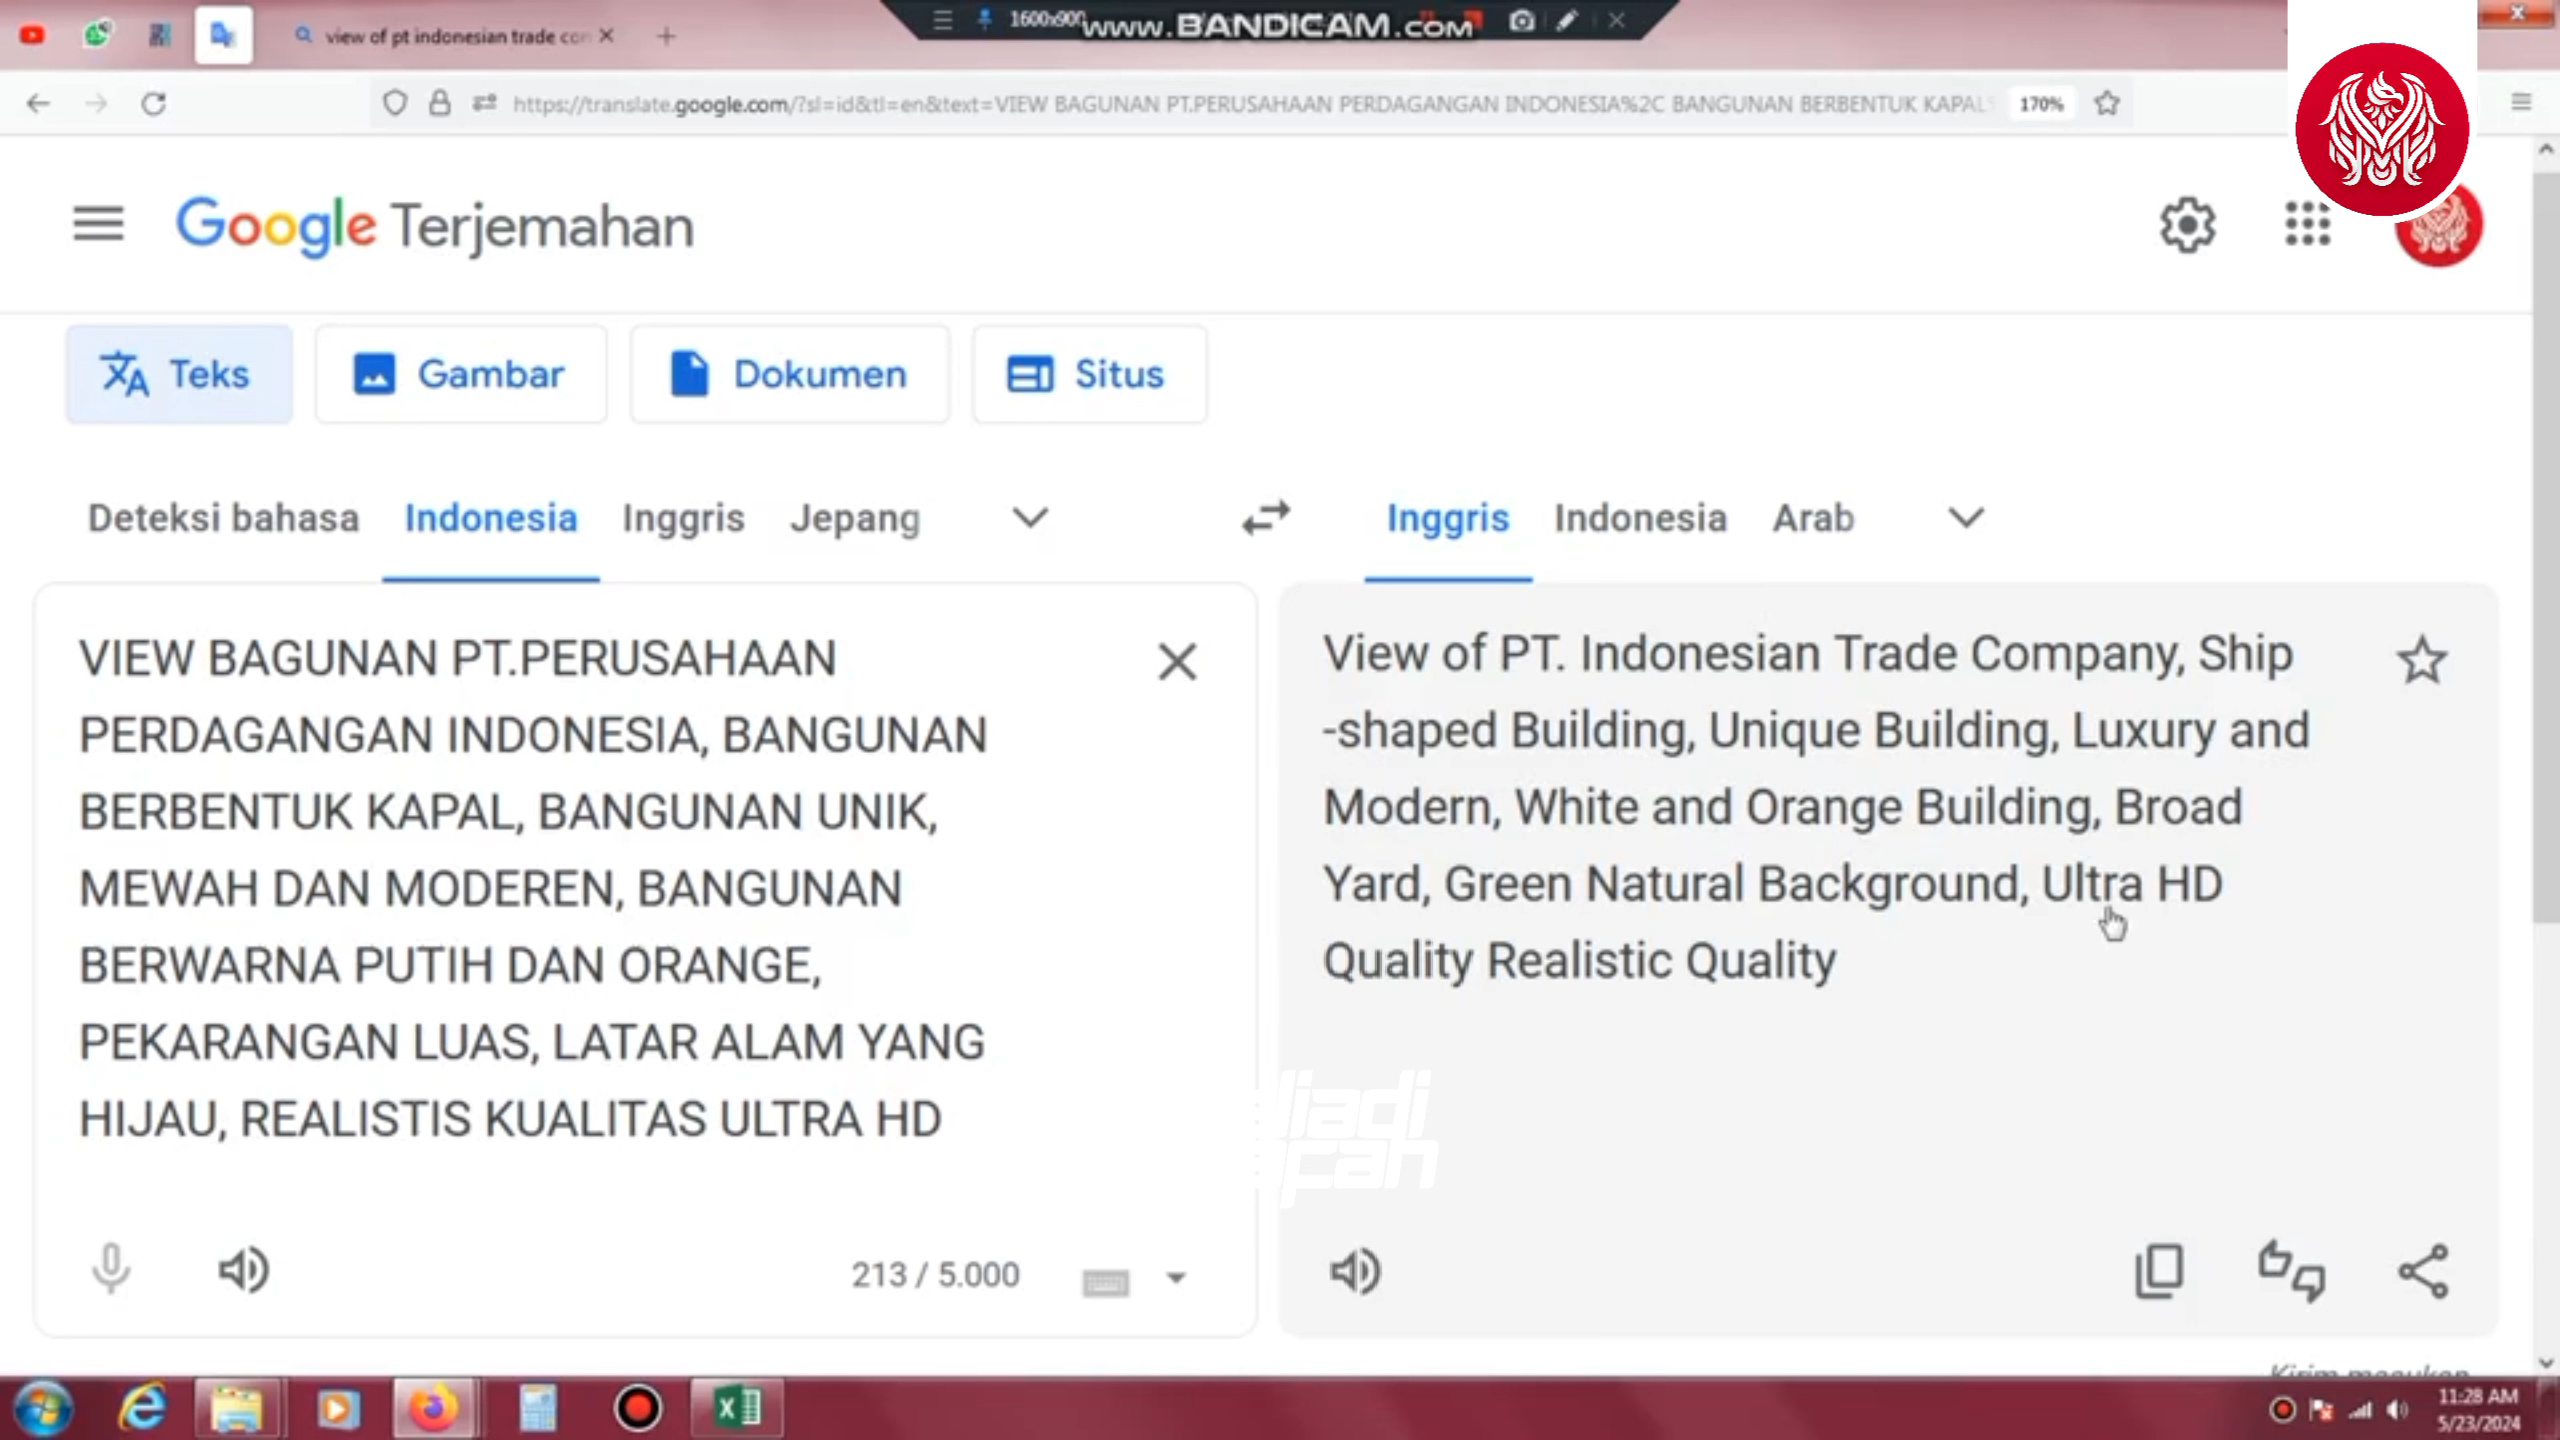 view of pt indonesian trade con
1600x900
www.BANDICAM.com
https://translate.google.com/?sl=id&tl=en&text=VIEW BAGUNAN PT.PERUSAHAAN PERDAGANGAN INDONESIA%2C BANGUNAN BERBENTUK KAPAL
170%
Google Terjemahan
Teks
Gambar
Dokumen
Situs
Deteksi bahasa Indonesia Inggris Jepang
Inggris Indonesia Arab
VIEW BAGUNAN PT.PERUSAHAAN
PERDAGANGAN INDONESIA, BANGUNAN
BERBENTUK KAPAL, BANGUNAN UNIK,
MEWAH DAN MODEREN, BANGUNAN
BERWARNA PUTIH DAN ORANGE,
PEKARANGAN LUAS, LATAR ALAM YANG
HIJAU, REALISTIS KUALITAS ULTRA HD
213 / 5.000
View of PT. Indonesian Trade Company, Ship
-shaped Building, Unique Building, Luxury and
Modern, White and Orange Building, Broad
Yard, Green Natural Background, Ultra HD
Quality Realistic Quality
11:28 AM
5/23/2024